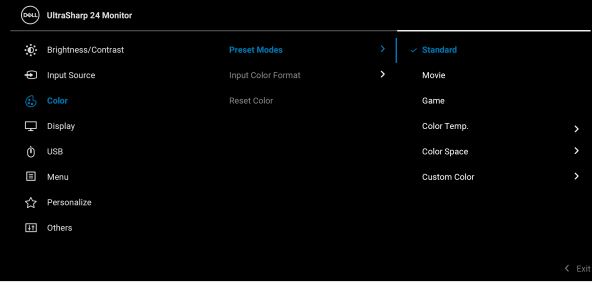 DELL UltraSharp 24 Monitor
Brightness/Contrast Preset Modes Standard
Input Source Input Color Format Movie
Color Reset Color Game
Display Color Temp.
USB Color Space
Menu Custom Color
Personalize
Others
Exit